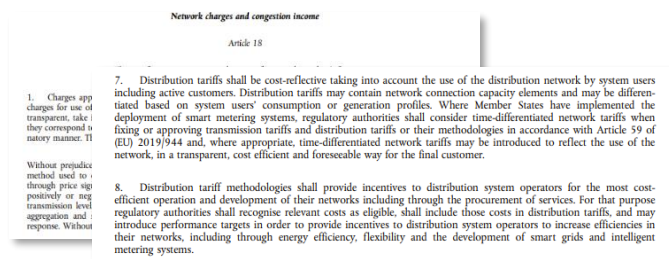 Network charges and congestion income
Article 18
1. Charges app
charges for use of
transparent, take
they correspond t
natory manner. T
Without prejudice
method used to
through price sig
positively or neg
transmission level
aggregation and
response. Without
7. Distribution tariffs shall be cost-reflective taking into account the use of the distribution network by system users
including active customers. Distribution tariffs may contain network connection capacity elements and may be differen-
tiated based on system users' consumption or generation profiles. Where Member States have implemented the
deployment of smart metering systems, regulatory authorities shall consider time-differentiated network tariffs when
fixing or approving transmission tariffs and distribution tariffs or their methodologies in accordance with Article 59 of
(EU) 2019/944 and, where appropriate, time-differentiated network tariffs may be introduced to reflect the use of the
network, in a transparent, cost efficient and foreseeable way for the final customer.
8. Distribution tariff methodologies shall provide incentives to distribution system operators for the most cost-
efficient operation and development of their networks including through the procurement of services. For that purpose
regulatory authorities shall recognise relevant costs as eligible, shall include those costs in distribution tariffs, and may
introduce performance targets in order to provide incentives to distribution system operators to increase efficiencies in
their networks, including through energy efficiency, flexibility and the development of smart grids and intelligent
metering systems.